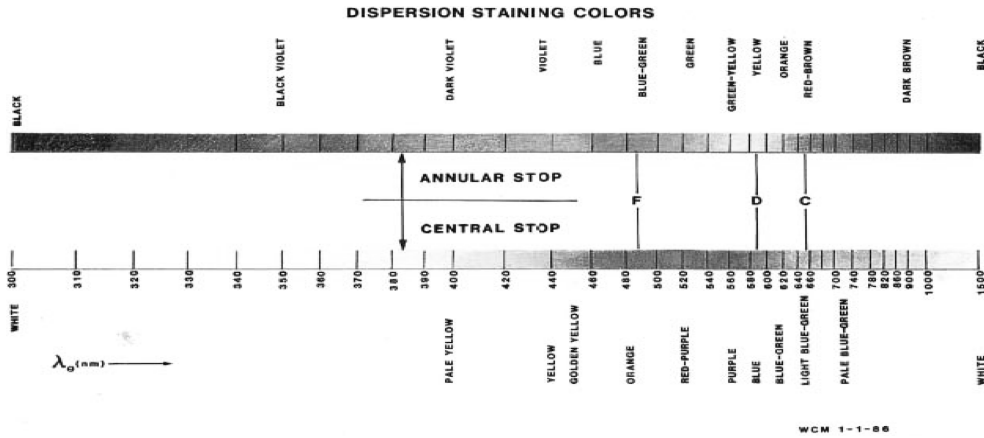 DISPERSION STAINING COLORS
BLACK
BLACK VIOLET
DARK VIOLET
VIOLET
BLUE
BLUE-GREEN
GREEN
GREEN-YELLOW
YELLOW
ORANGE
RED-BROWN
DARK BROWN
BLACK
ANNULAR STOP
CENTRAL STOP
F
D
C
300 310 320 330 340 350 360 370 380 390 400 420 440 460 480 500 520 540 560 580 600 620 640 660 700 740 780 820 860 900 1000 1500
WHITE
PALE YELLOW
YELLOW
GOLDEN YELLOW
ORANGE
RED-PURPLE
PURPLE
BLUE
BLUE-GREEN
LIGHT BLUE-GREEN
PALE BLUE-GREEN
WHITE
λ₀(nm)
WCM 1-1-86